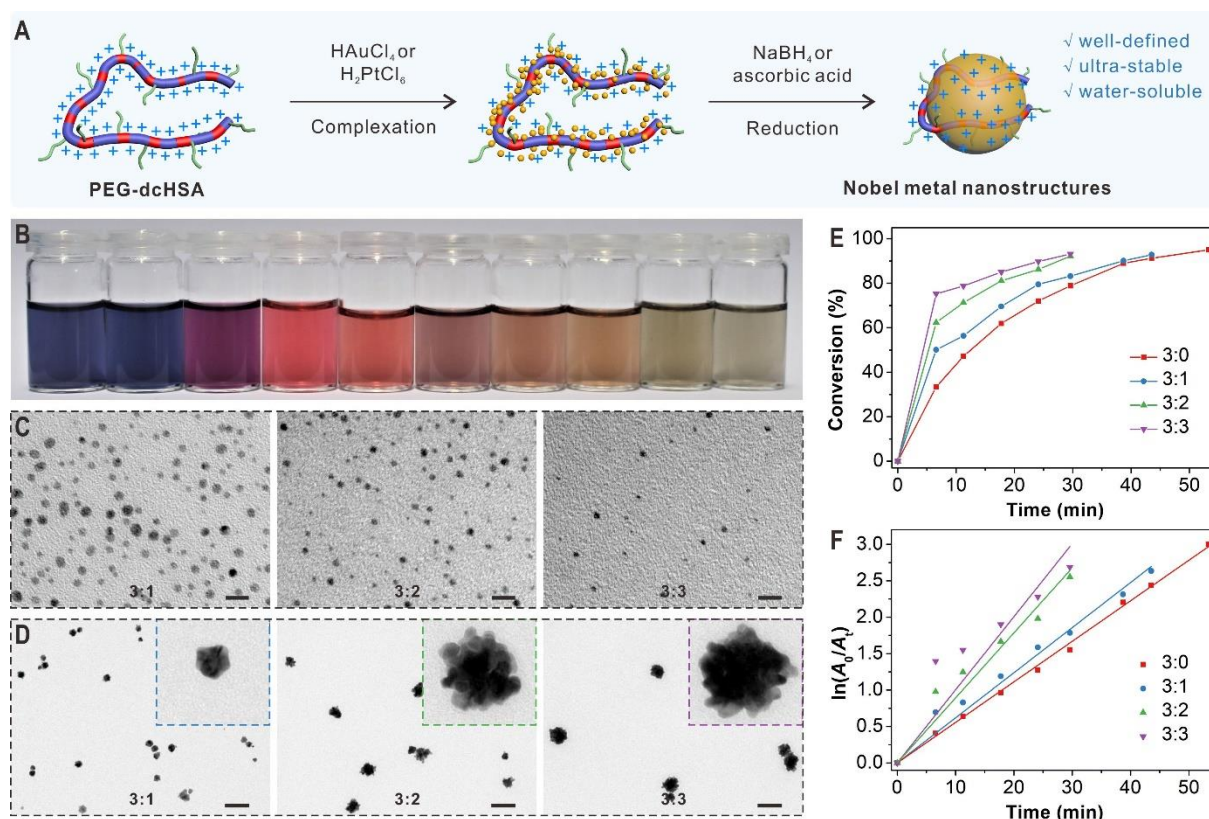 A
HAuCl₄ or
H₂PtCl₆
Complexation
NaBH₄ or
ascorbic acid
Reduction
√ well-defined
√ ultra-stable
√ water-soluble
PEG-dcHSA
Nobel metal nanostructures
B
C
3:1
3:2
3:3
D
3:1
3:2
3:3
E
Conversion (%)
100
80
60
40
20
0
3:0
3:1
3:2
3:3
0 10 20 30 40 50
Time (min)
F
ln(A₀/Aₜ)
3.0
2.5
2.0
1.5
1.0
0.5
0.0
3:0
3:1
3:2
3:3
0 10 20 30 40 50
Time (min)